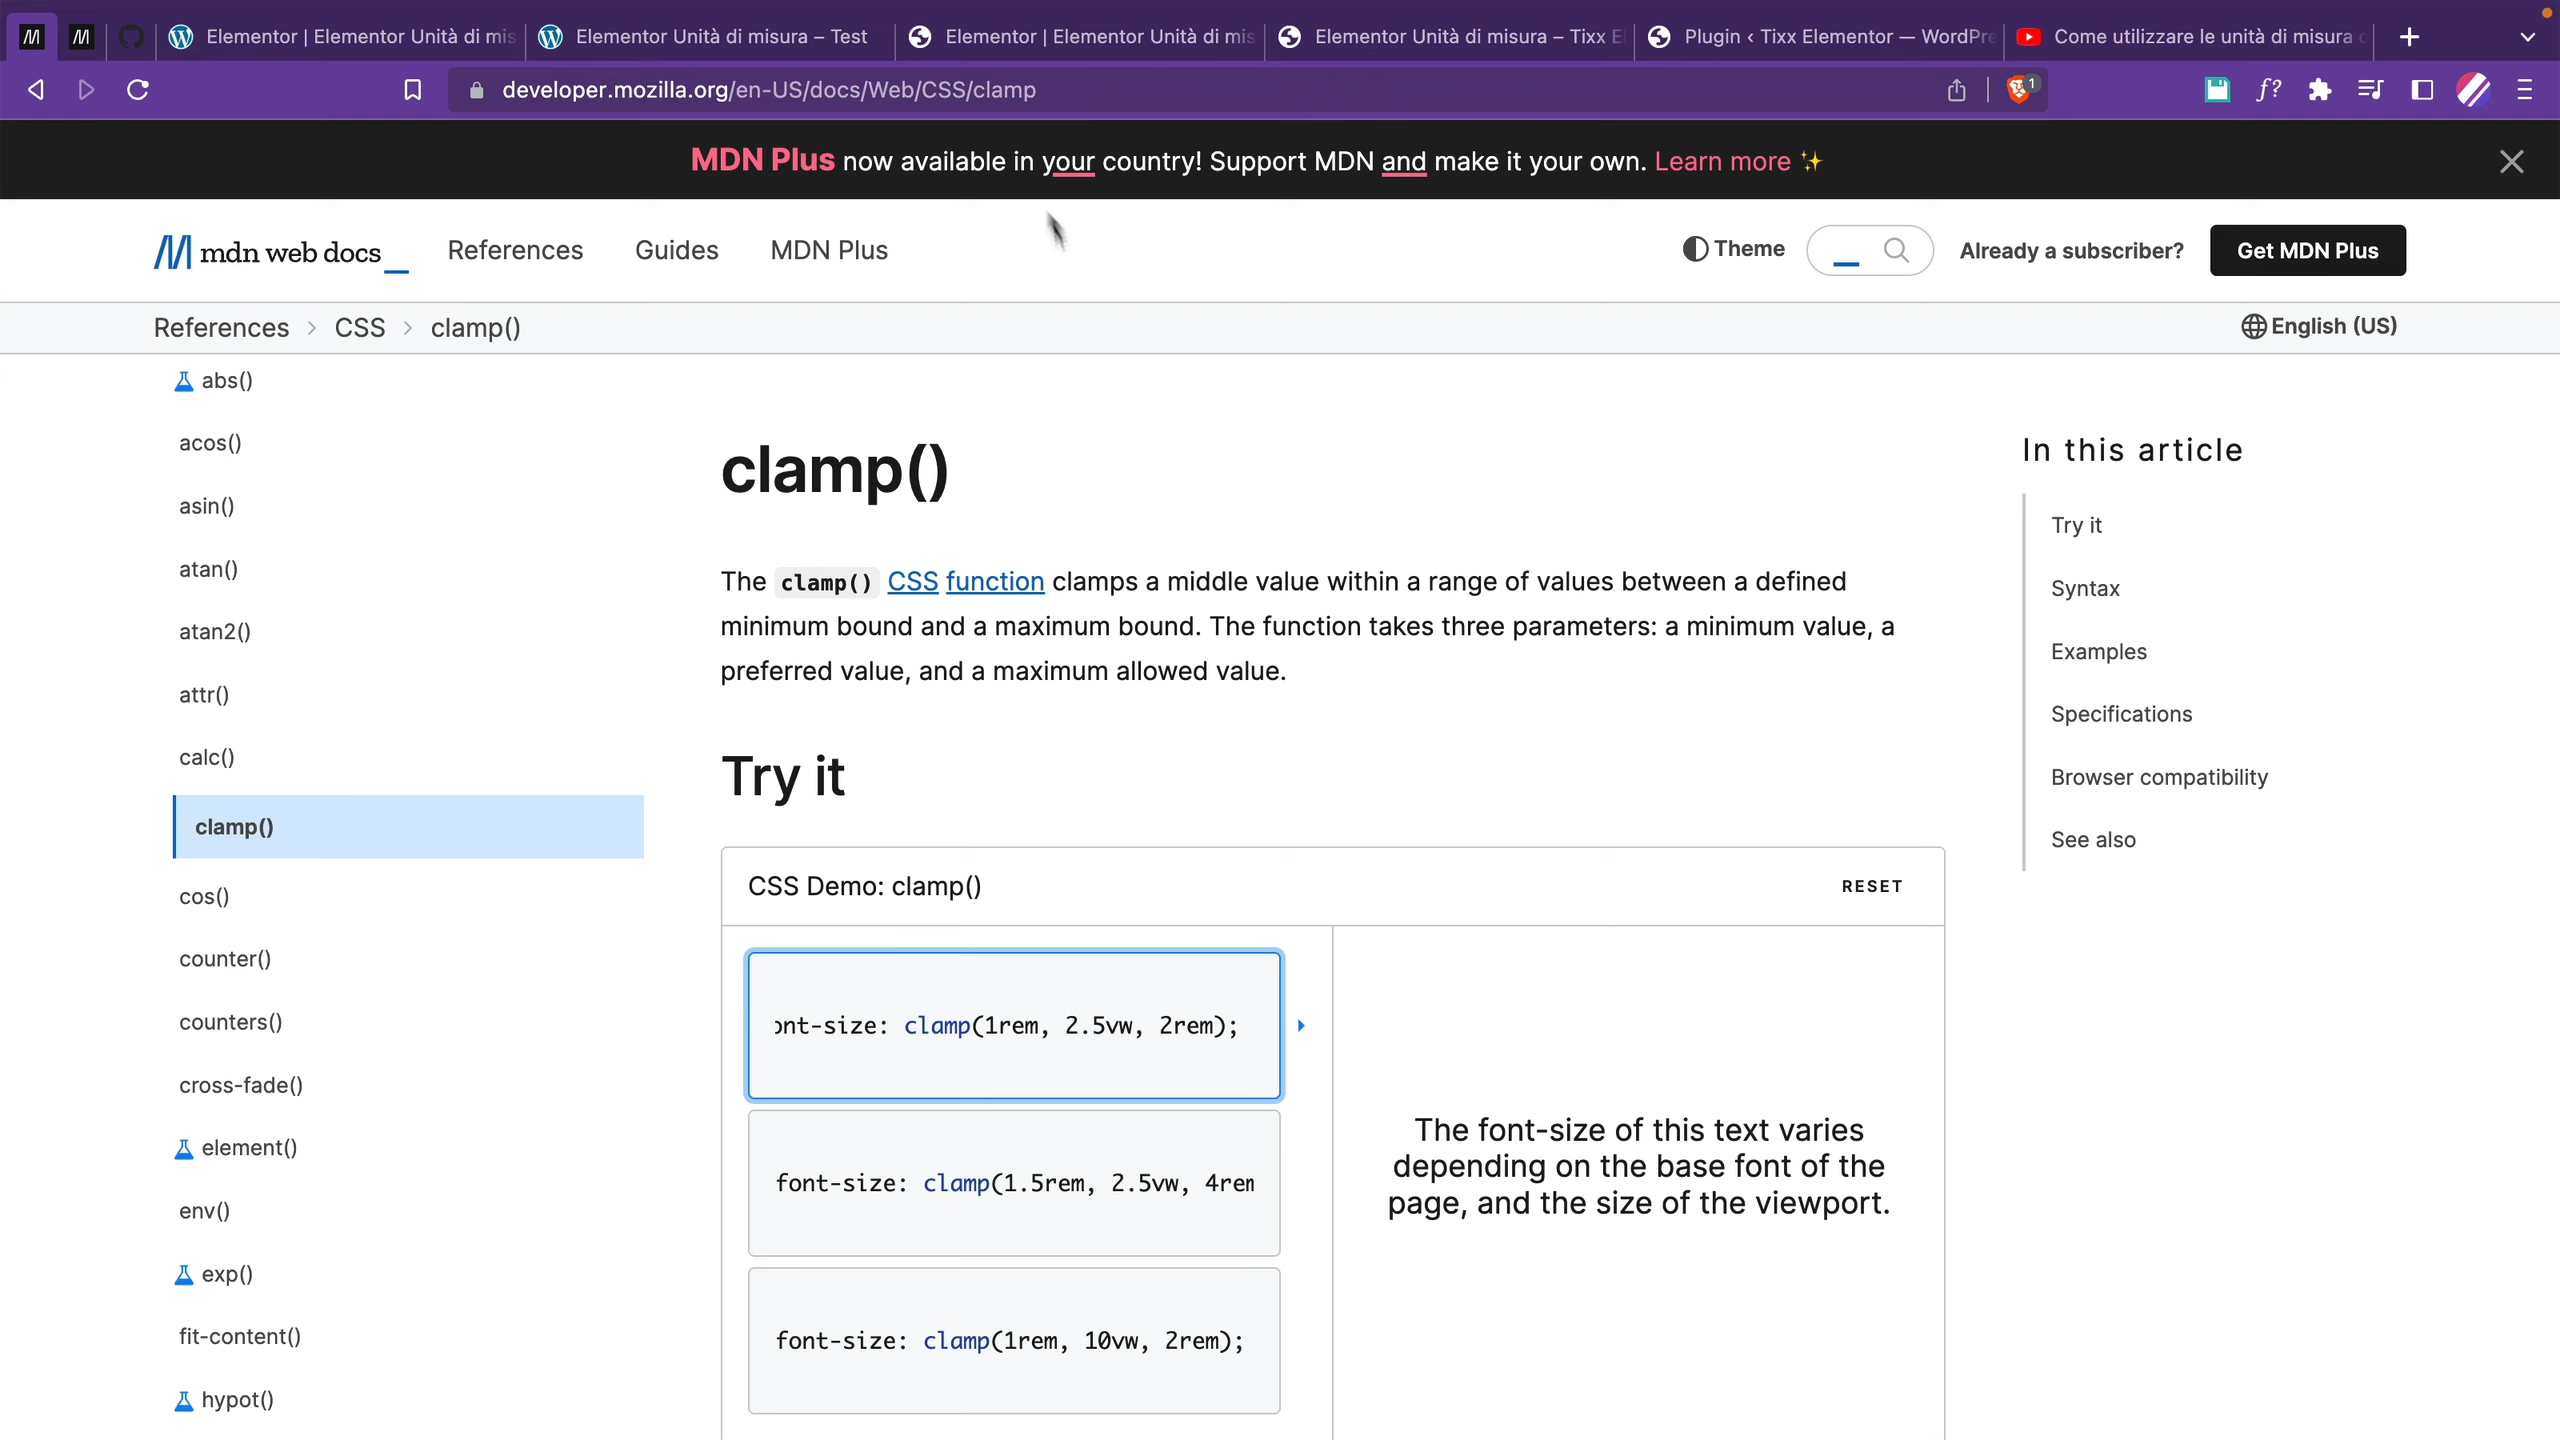 Elementor | Elementor Unità di mis
Elementor Unità di misura – Test
Elementor | Elementor Unità di mis
Elementor Unità di misura – Tixx E
Plugin ‹ Tixx Elementor — WordPre
Come utilizzare le unità di misura c
developer.mozilla.org/en-US/docs/Web/CSS/clamp
1
f?
MDN Plus now available in your country! Support MDN and make it your own. Learn more ✨
mdn web docs_
References
Guides
MDN Plus
Theme
Already a subscriber?
Get MDN Plus
References > CSS > clamp()
English (US)
abs()
acos()
asin()
atan()
atan2()
attr()
calc()
clamp()
cos()
counter()
counters()
cross-fade()
element()
env()
exp()
fit-content()
hypot()
clamp()
The clamp() CSS function clamps a middle value within a range of values between a defined
minimum bound and a maximum bound. The function takes three parameters: a minimum value, a
preferred value, and a maximum allowed value.
Try it
CSS Demo: clamp()
RESET
ont-size: clamp(1rem, 2.5vw, 2rem);
font-size: clamp(1.5rem, 2.5vw, 4rem
font-size: clamp(1rem, 10vw, 2rem);
The font-size of this text varies
depending on the base font of the
page, and the size of the viewport.
In this article
Try it
Syntax
Examples
Specifications
Browser compatibility
See also